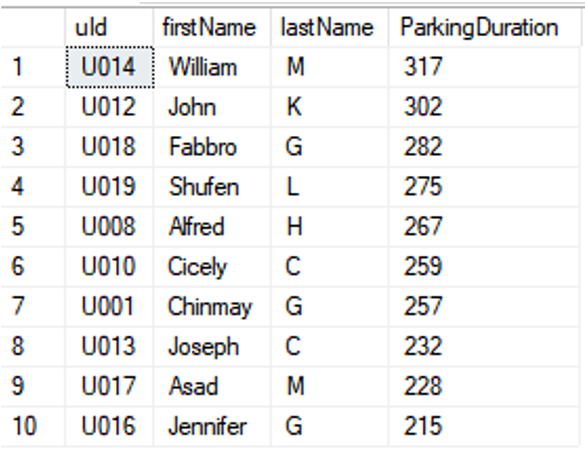 uId firstName lastName ParkingDuration
1 U014 William M 317
2 U012 John K 302
3 U018 Fabbro G 282
4 U019 Shufen L 275
5 U008 Alfred H 267
6 U010 Cicely C 259
7 U001 Chinmay G 257
8 U013 Joseph C 232
9 U017 Asad M 228
10 U016 Jennifer G 215